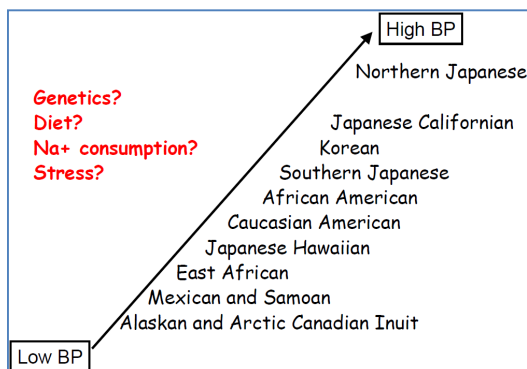 High BP
Northern Japanese
Genetics?
Diet?
Japanese Californian
Na+ consumption?
Korean
Stress?
Southern Japanese
African American
Caucasian American
Japanese Hawaiian
East African
Mexican and Samoan
Alaskan and Arctic Canadian Inuit
Low BP